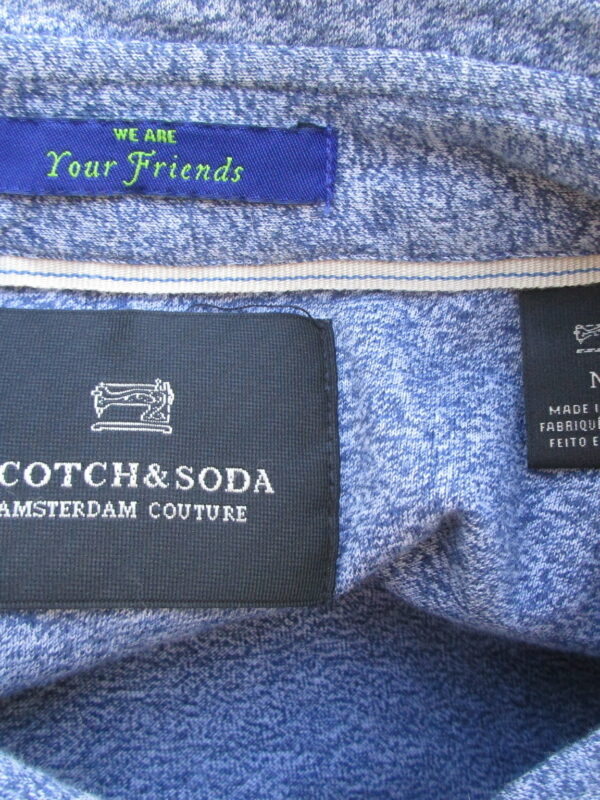 WE ARE
Your Friends
COTCH & SODA
AMSTERDAM COUTURE
MADE I
FABRIQUÉ
FEITO E